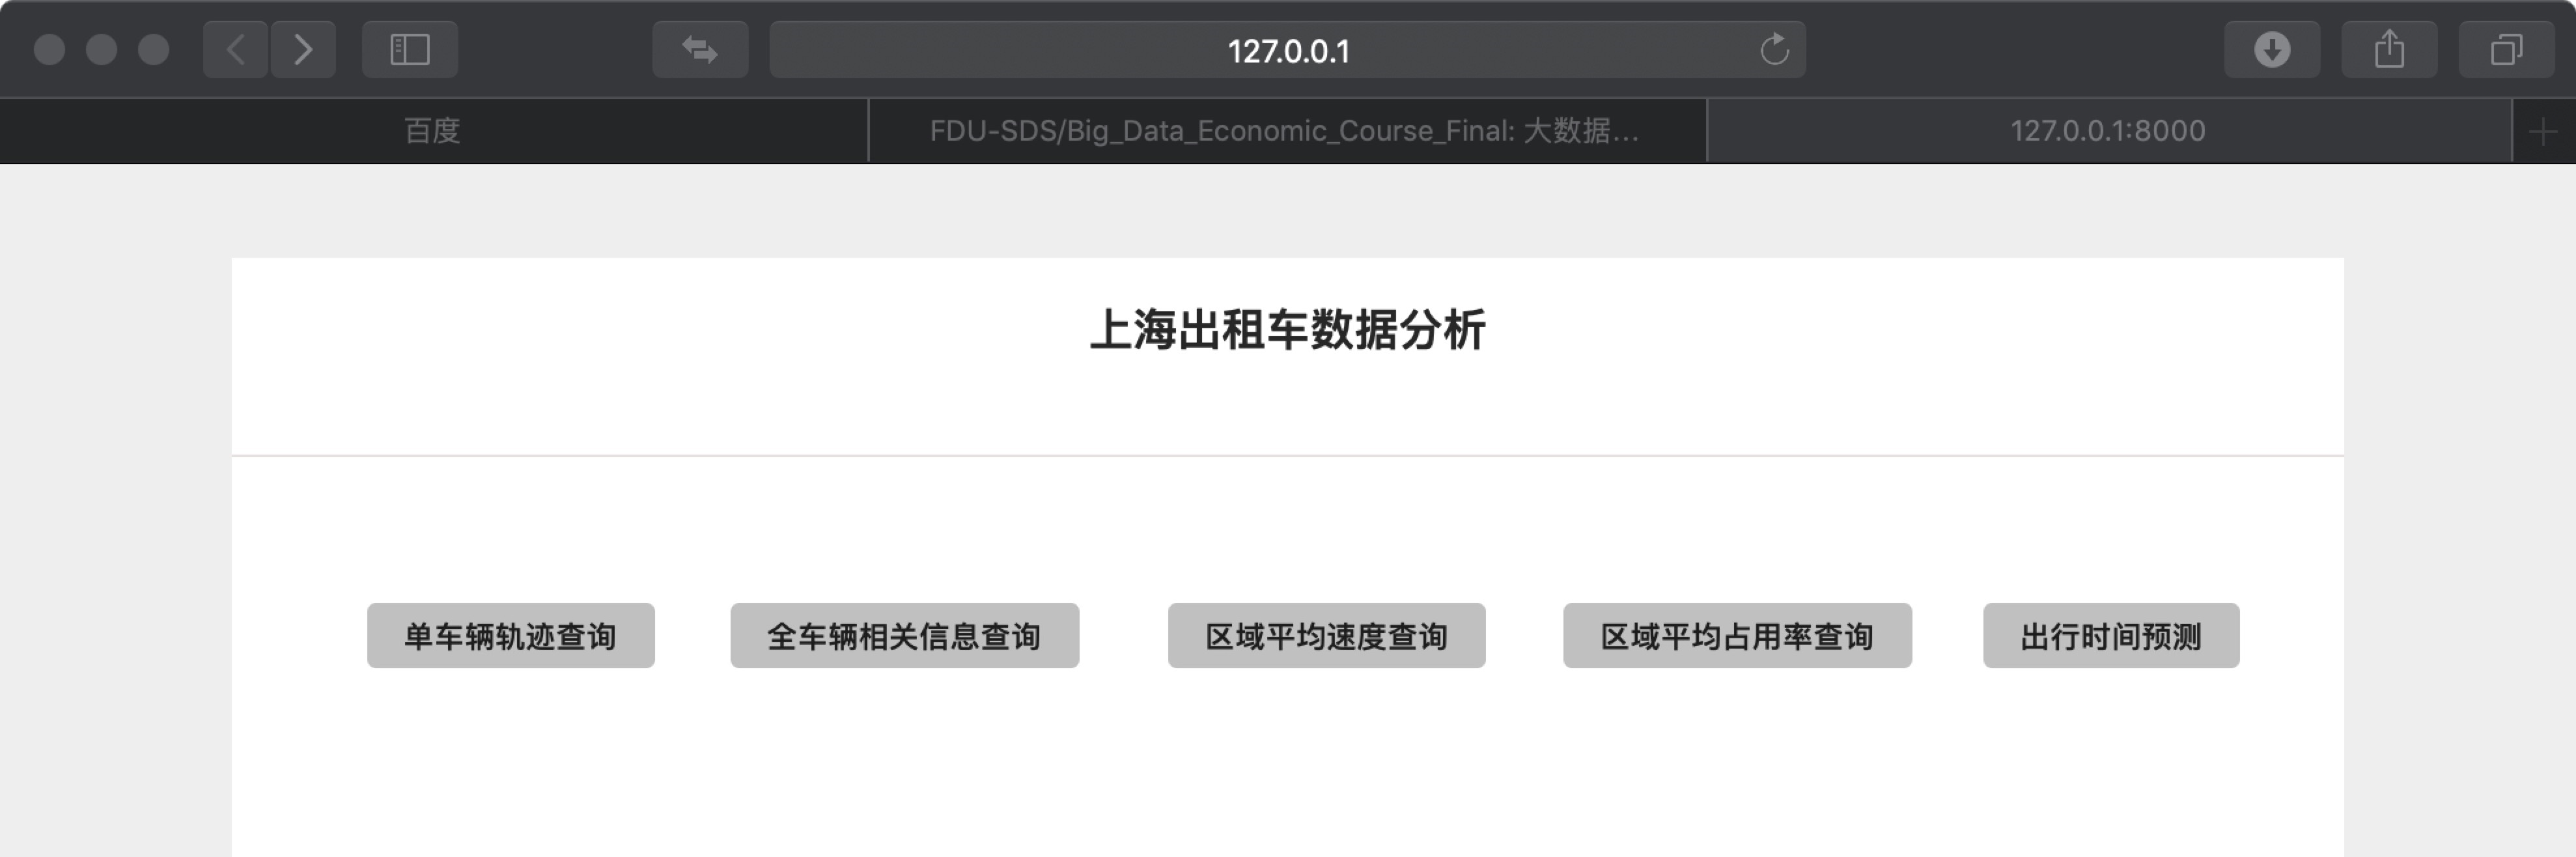 127.0.0.1
百度
FDU-SDS/Big_Data_Economic_Course_Final: 大数据...
127.0.0.1:8000
上海出租车数据分析
单车辆轨迹查询
全车辆相关信息查询
区域平均速度查询
区域平均占用率查询
出行时间预测